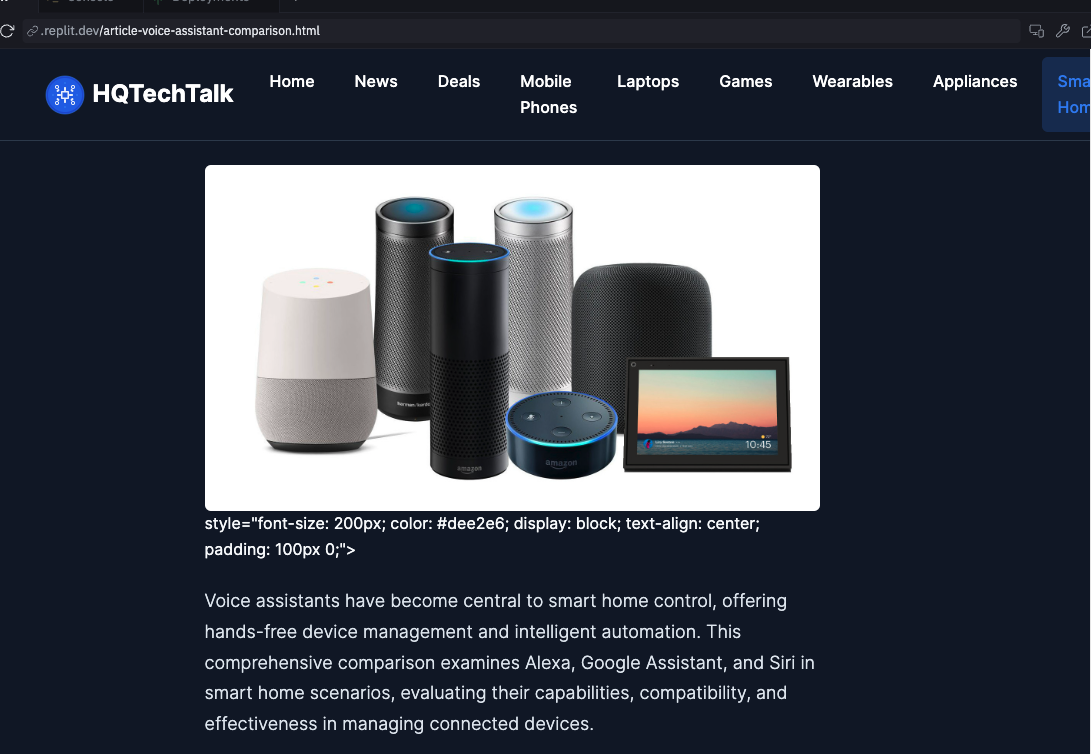 .replit.dev/article-voice-assistant-comparison.html
HQTechTalk
Home
News
Deals
Mobile
Phones
Laptops
Games
Wearables
Appliances
harman/kardon
amazon
amazon
10:45
style="font-size: 200px; color: #dee2e6; display: block; text-align: center;
padding: 100px 0;">
Voice assistants have become central to smart home control, offering
hands-free device management and intelligent automation. This
comprehensive comparison examines Alexa, Google Assistant, and Siri in
smart home scenarios, evaluating their capabilities, compatibility, and
effectiveness in managing connected devices.